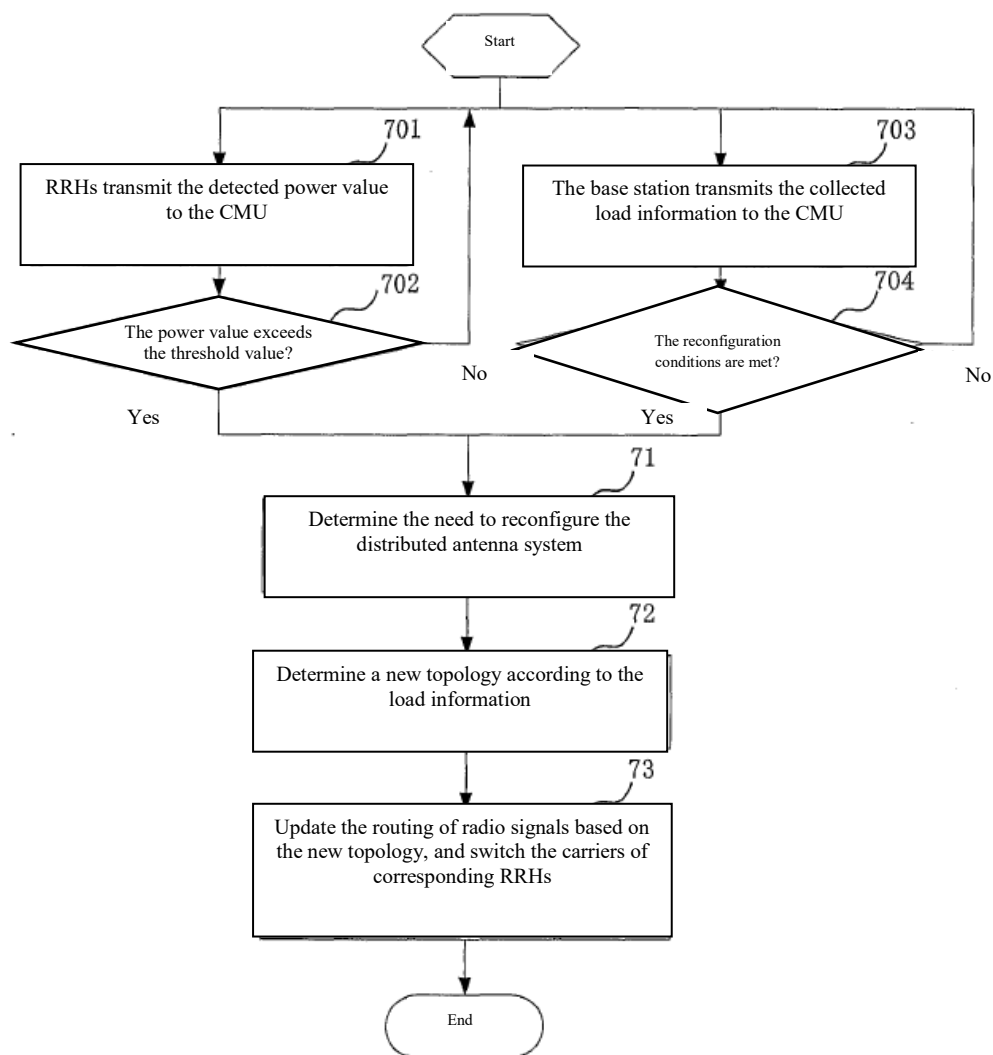 Start
701
RRHs transmit the detected power value
to the CMU
703
The base station transmits the collected
load information to the CMU
702
The power value exceeds
the threshold value?
No
Yes
704
The reconfiguration
conditions are met?
No
Yes
71
Determine the need to reconfigure the
distributed antenna system
72
Determine a new topology according to the
load information
73
Update the routing of radio signals based on
the new topology, and switch the carriers of
corresponding RRHs
End